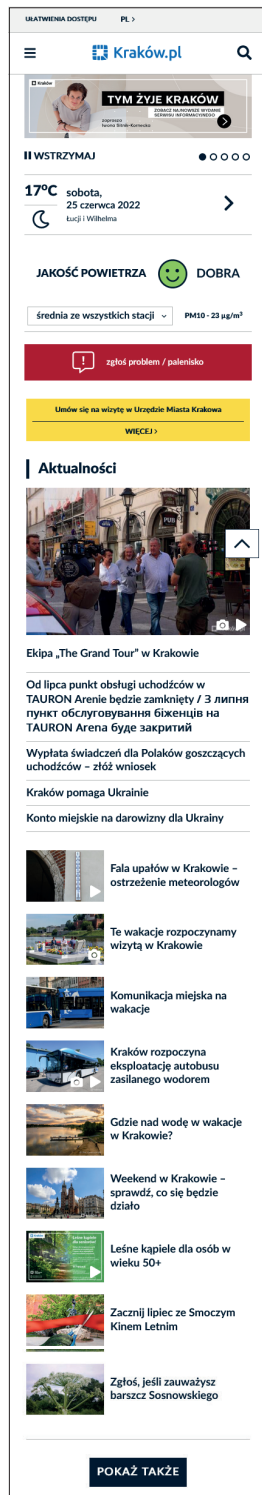 UŁATWIENIA DOSTĘPU PL >
Kraków.pl
Kraków
TYM ŻYJE KRAKÓW
ZOBACZ NAJNOWSZE WYDANIE
SERWISU INFORMACYJNEGO
zaprasza
WSTRZYMAJ
17°C sobota,
25 czerwca 2022
Łucji i Wilhelma
JAKOŚĆ POWIETRZA DOBRA
średnia ze wszystkich stacji PM10 - 23 µg/m³
zgłoś problem / palenisko
Umów się na wizytę w Urzędzie Miasta Krakowa
WIĘCEJ >
Aktualności
PUB
Ekipa „The Grand Tour” w Krakowie
Od lipca punkt obsługi uchodźców w
TAURON Arenie będzie zamknięty / З липня
пункт обслуговування біженців на
TAURON Arena буде закритий
Wypłata świadczeń dla Polaków goszczących
uchodźców – złóż wniosek
Kraków pomaga Ukrainie
Konto miejskie na darowizny dla Ukrainy
Fala upałów w Krakowie –
ostrzeżenie meteorologów
Te wakacje rozpoczynamy
wizytą w Krakowie
Komunikacja miejska na
wakacje
Kraków rozpoczyna
eksploatację autobusu
zasilanego wodorem
Gdzie nad wodę w wakacje
w Krakowie?
Weekend w Krakowie –
sprawdź, co się będzie
działo
Leśne kąpiele dla osób w
wieku 50+
Zacznij lipiec ze Smoczym
Kinem Letnim
Zgłoś, jeśli zauważysz
barszcz Sosnowskiego
POKAŻ TAKŻE